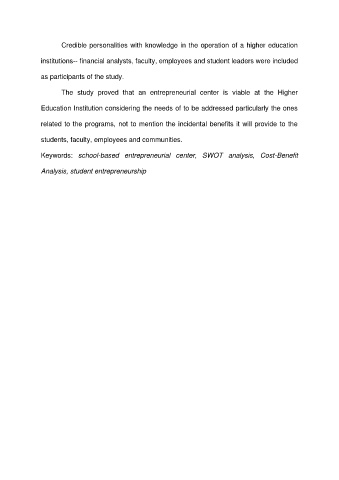 Credible personalities with knowledge in the operation of a higher education
institutions-- financial analysts, faculty, employees and student leaders were included
as participants of the study.
The study proved that an entrepreneurial center is viable at the Higher
Education Institution considering the needs of to be addressed particularly the ones
related to the programs, not to mention the incidental benefits it will provide to the
students, faculty, employees and communities.
Keywords: school-based entrepreneurial center, SWOT analysis, Cost-Benefit
Analysis, student entrepreneurship